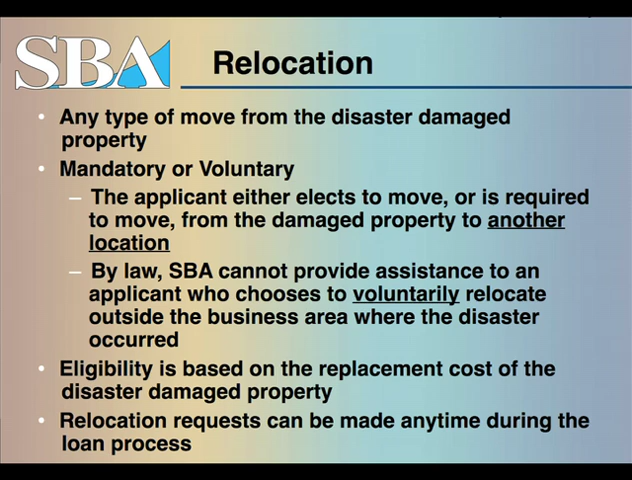 SBA
Relocation
• Any type of move from the disaster damaged
property
• Mandatory or Voluntary
– The applicant either elects to move, or is required
to move, from the damaged property to another
location
– By law, SBA cannot provide assistance to an
applicant who chooses to voluntarily relocate
outside the business area where the disaster
occurred
• Eligibility is based on the replacement cost of the
disaster damaged property
• Relocation requests can be made anytime during the
loan process